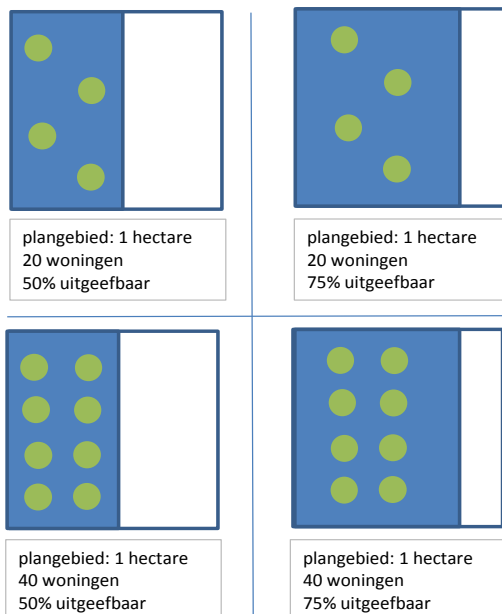 plangebied: 1 hectare
20 woningen
50% uitgeefbaar
plangebied: 1 hectare
20 woningen
75% uitgeefbaar
plangebied: 1 hectare
40 woningen
50% uitgeefbaar
plangebied: 1 hectare
40 woningen
75% uitgeefbaar